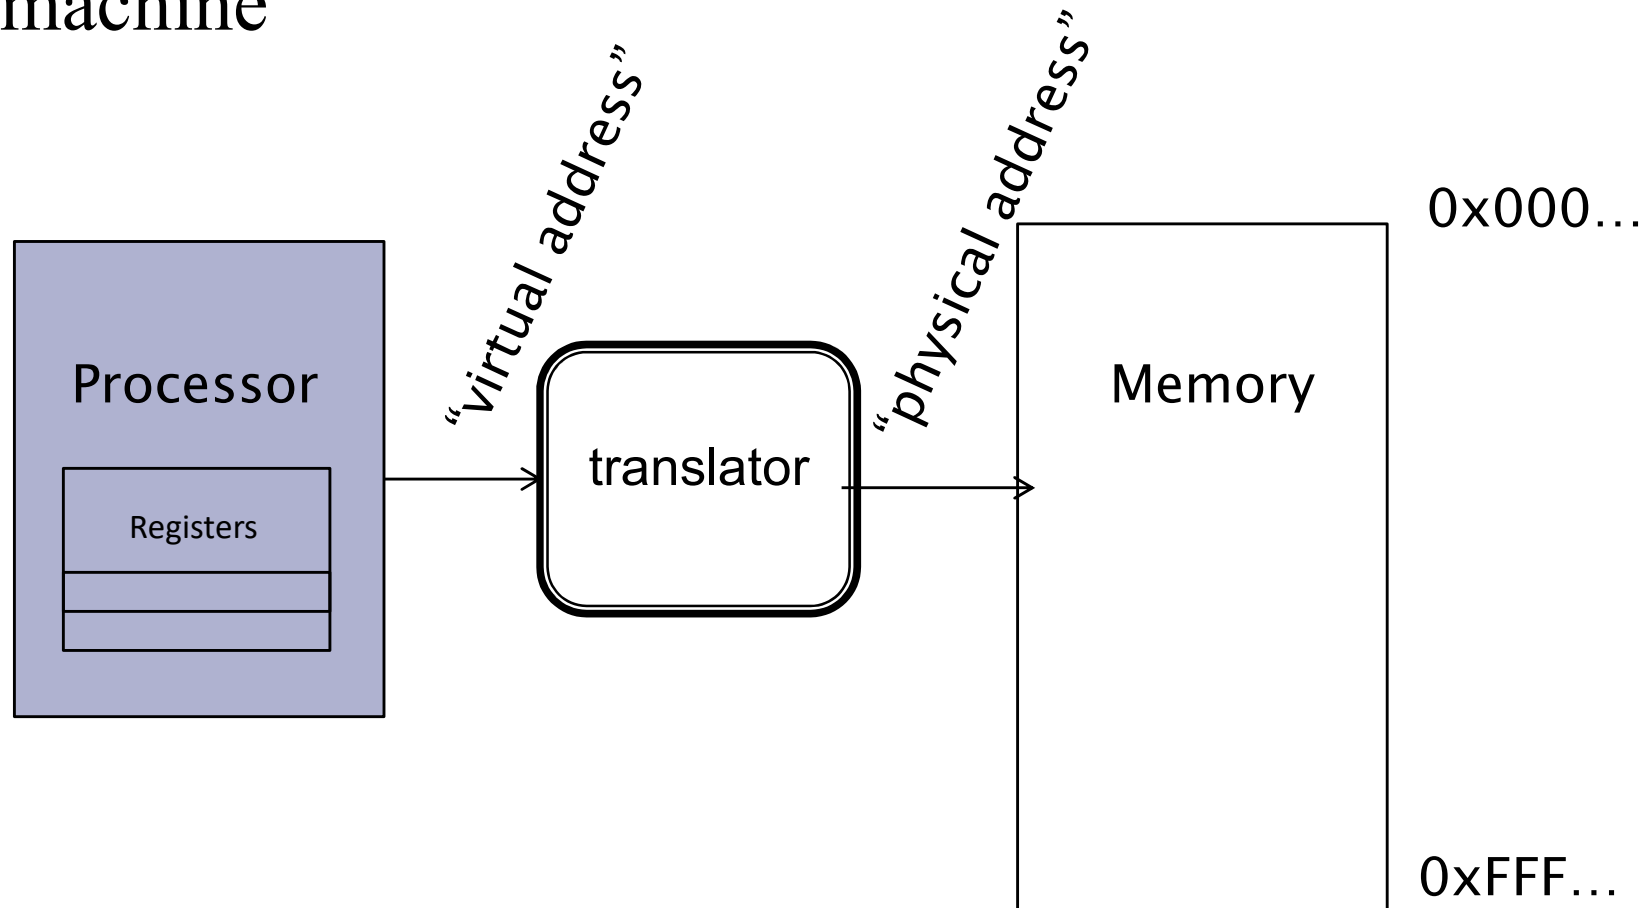 machine
“virtual address”
“physical address”
0x000…
Processor
translator
Memory
Registers
0xFFF…